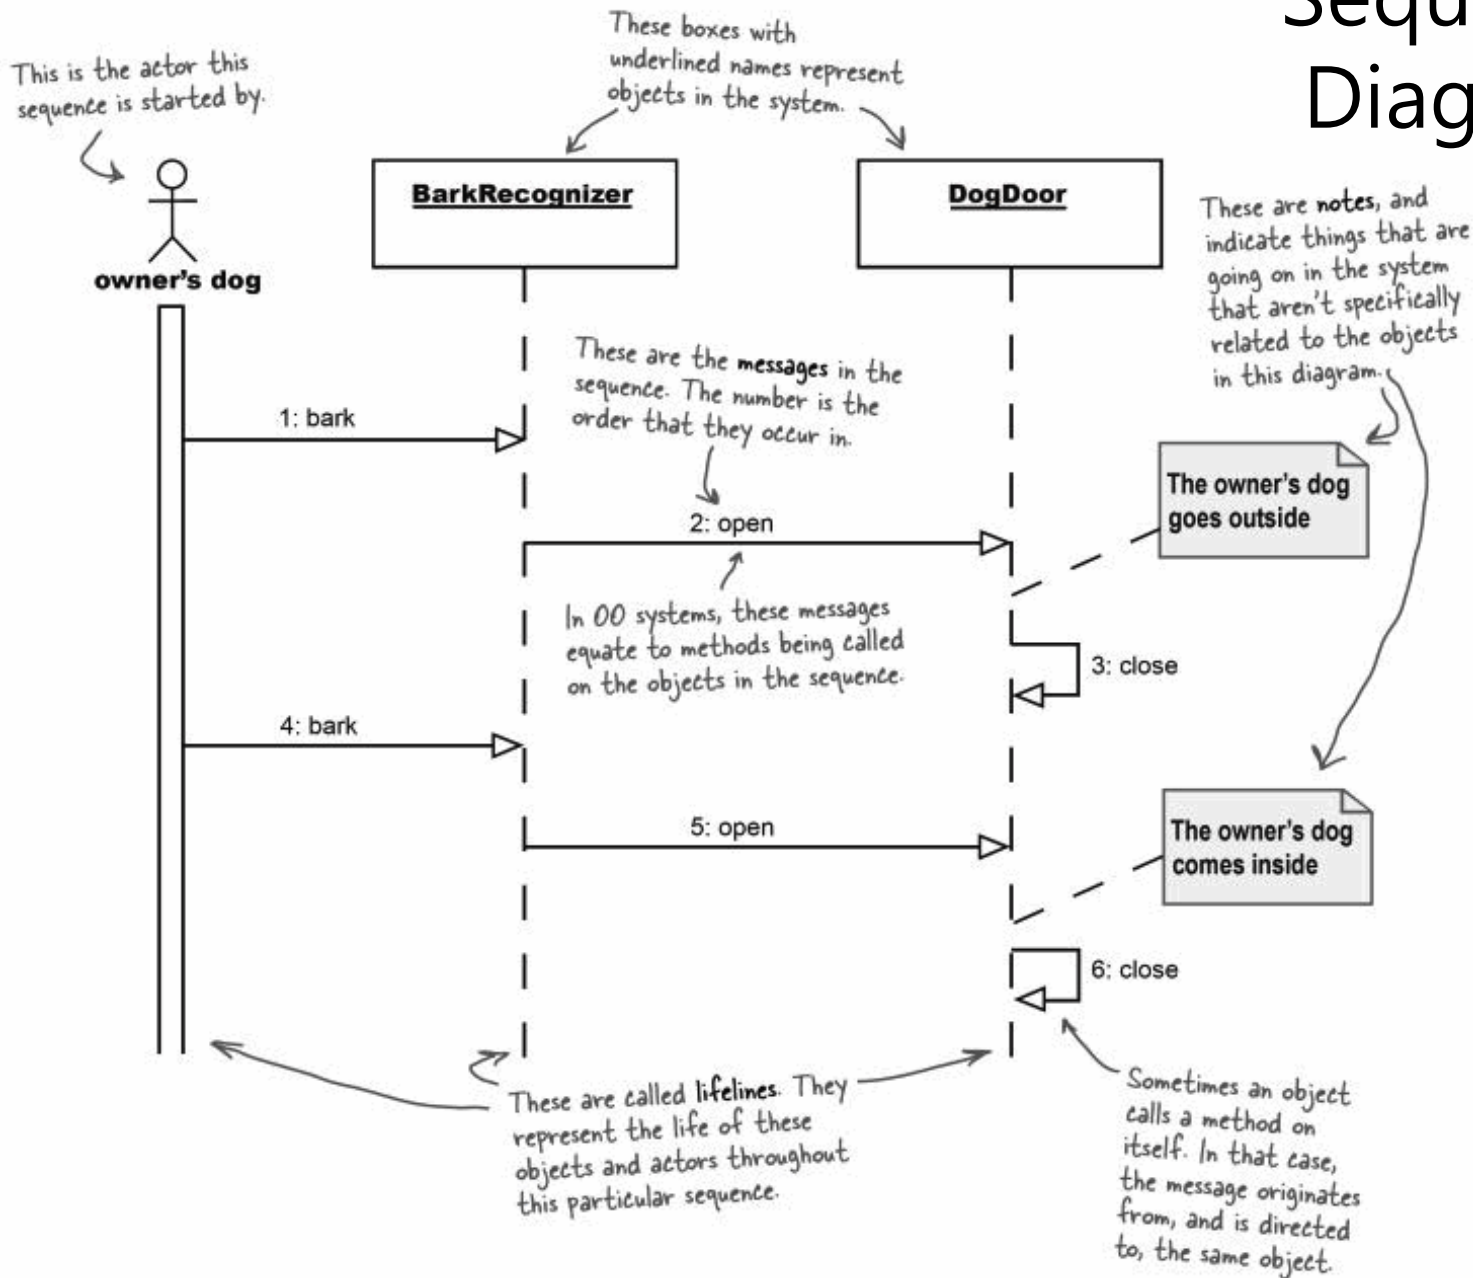 Sequ
Diag
These boxes with
underlined names represent
objects in the system.
This is the actor this
sequence is started by.
BarkRecognizer
DogDoor
owner's dog
These are notes, and
indicate things that are
going on in the system
that aren't specifically
related to the objects
in this diagram.
These are the messages in the
sequence. The number is the
order that they occur in.
1: bark
The owner's dog
goes outside
2: open
In OO systems, these messages
equate to methods being called
on the objects in the sequence.
3: close
4: bark
5: open
The owner's dog
comes inside
6: close
These are called lifelines. They
represent the life of these
objects and actors throughout
this particular sequence.
Sometimes an object
calls a method on
itself. In that case,
the message originates
from, and is directed
to, the same object.